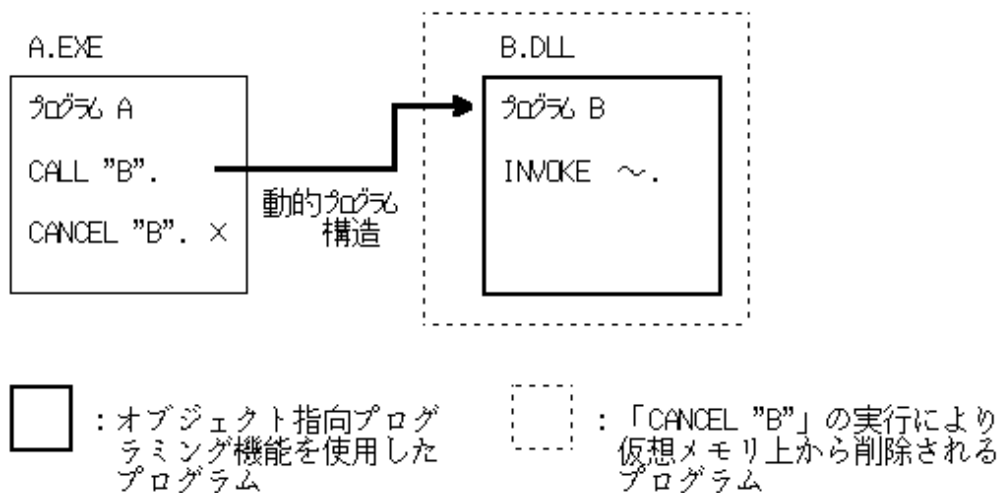 A.EXE
B.DLL
プログラム A
CALL "B".
CANCEL "B". ×
動的プログラム
構造
プログラム B
INVOKE ～.
：オブジェクト指向プログ
ラミング機能を使用した
プログラム
：「CANCEL "B"」の実行により
仮想メモリ上から削除される
プログラム